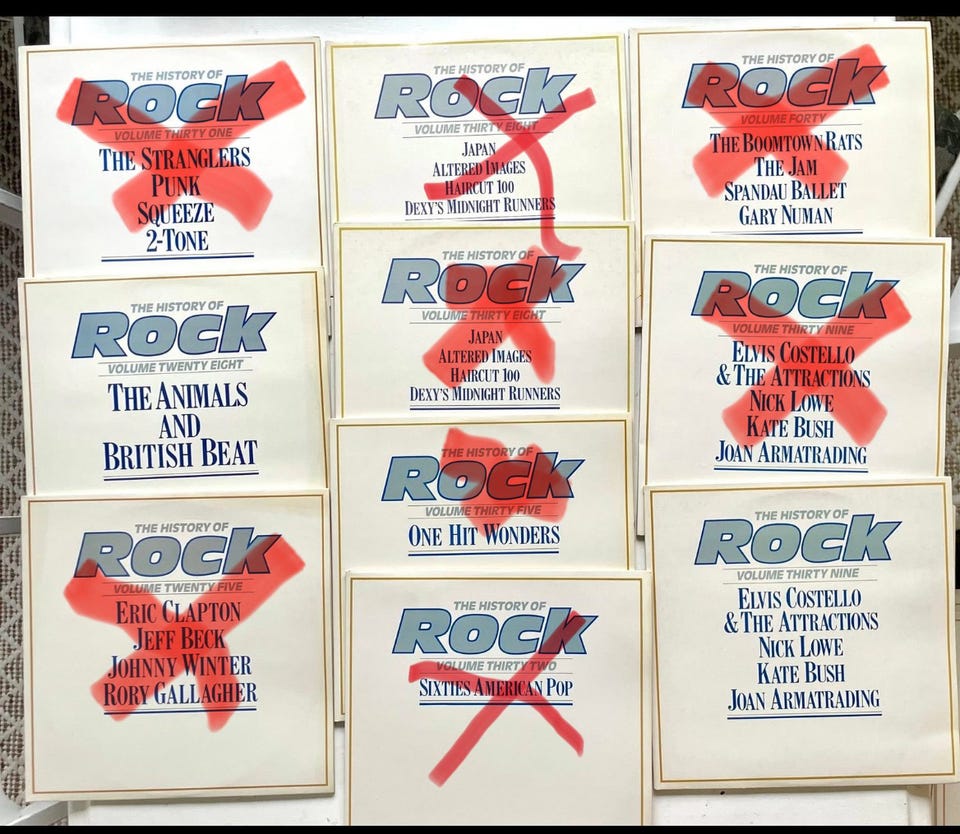 THE HISTORY OF
Rock
VOLUME THIRTY ONE
THE STRANGLERS
PUNK
SQUEEZE
2-TONE
THE HISTORY OF
Rock
VOLUME TWENTY EIGHT
THE ANIMALS
AND
BRITISH BEAT
THE HISTORY OF
Rock
VOLUME TWENTY FIVE
ERIC CLAPTON
JEFF BECK
JOHNNY WINTER
RORY GALLAGHER
THE HISTORY OF
Rock
VOLUME THIRTY EIGHT
JAPAN
ALTERED IMAGES
HAIRCUT 100
DEXY'S MIDNIGHT RUNNERS
THE HISTORY OF
Rock
VOLUME THIRTY EIGHT
JAPAN
ALTERED IMAGES
HAIRCUT 100
DEXY'S MIDNIGHT RUNNERS
THE HISTORY OF
Rock
VOLUME THIRTY FIVE
ONE HIT WONDERS
THE HISTORY OF
Rock
VOLUME THIRTY TWO
SIXTIES AMERICAN POP
THE HISTORY OF
Rock
VOLUME FORTY
THE BOOMTOWN RATS
THE JAM
SPANDAU BALLET
GARY NUMAN
THE HISTORY OF
Rock
VOLUME THIRTY NINE
ELVIS COSTELLO
& THE ATTRACTIONS
NICK LOWE
KATE BUSH
JOAN ARMATRADING
THE HISTORY OF
Rock
VOLUME THIRTY NINE
ELVIS COSTELLO
& THE ATTRACTIONS
NICK LOWE
KATE BUSH
JOAN ARMATRADING